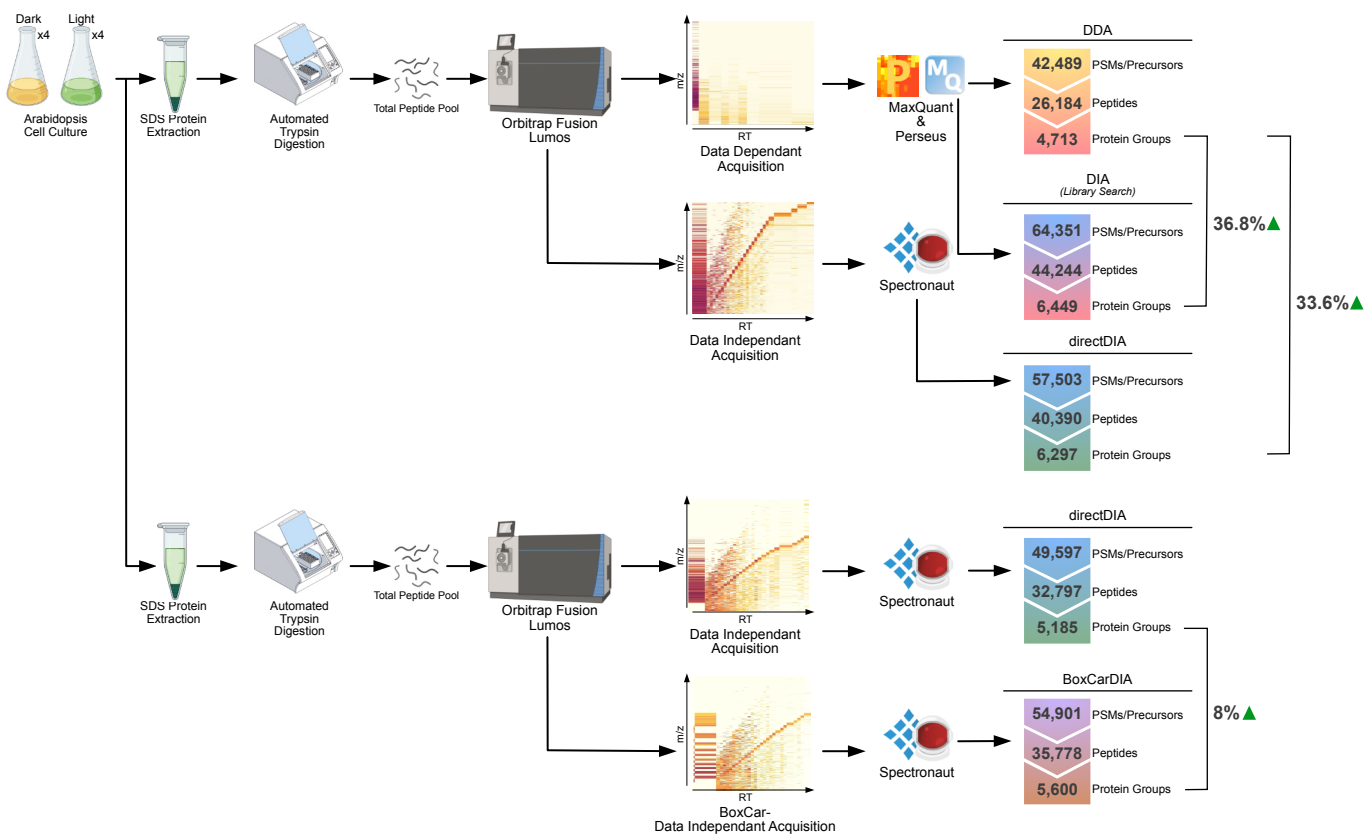 Dark
x4
Light
x4
Arabidopsis
Cell Culture
SDS Protein
Extraction
Automated
Trypsin
Digestion
Total Peptide Pool
Orbitrap Fusion
Lumos
m/z
RT
Data Dependant
Acquisition
P
MQ
MaxQuant
&
Perseus
DDA
42,489 PSMs/Precursors
26,184 Peptides
4,713 Protein Groups
m/z
RT
Data Independant
Acquisition
Spectronaut
DIA
(Library Search)
64,351 PSMs/Precursors
44,244 Peptides
6,449 Protein Groups
36.8%
33.6%
directDIA
57,503 PSMs/Precursors
40,390 Peptides
6,297 Protein Groups
SDS Protein
Extraction
Automated
Trypsin
Digestion
Total Peptide Pool
Orbitrap Fusion
Lumos
m/z
RT
Data Independant
Acquisition
Spectronaut
directDIA
49,597 PSMs/Precursors
32,797 Peptides
5,185 Protein Groups
m/z
RT
BoxCar-
Data Independant Acquisition
Spectronaut
BoxCarDIA
54,901 PSMs/Precursors
35,778 Peptides
5,600 Protein Groups
8%